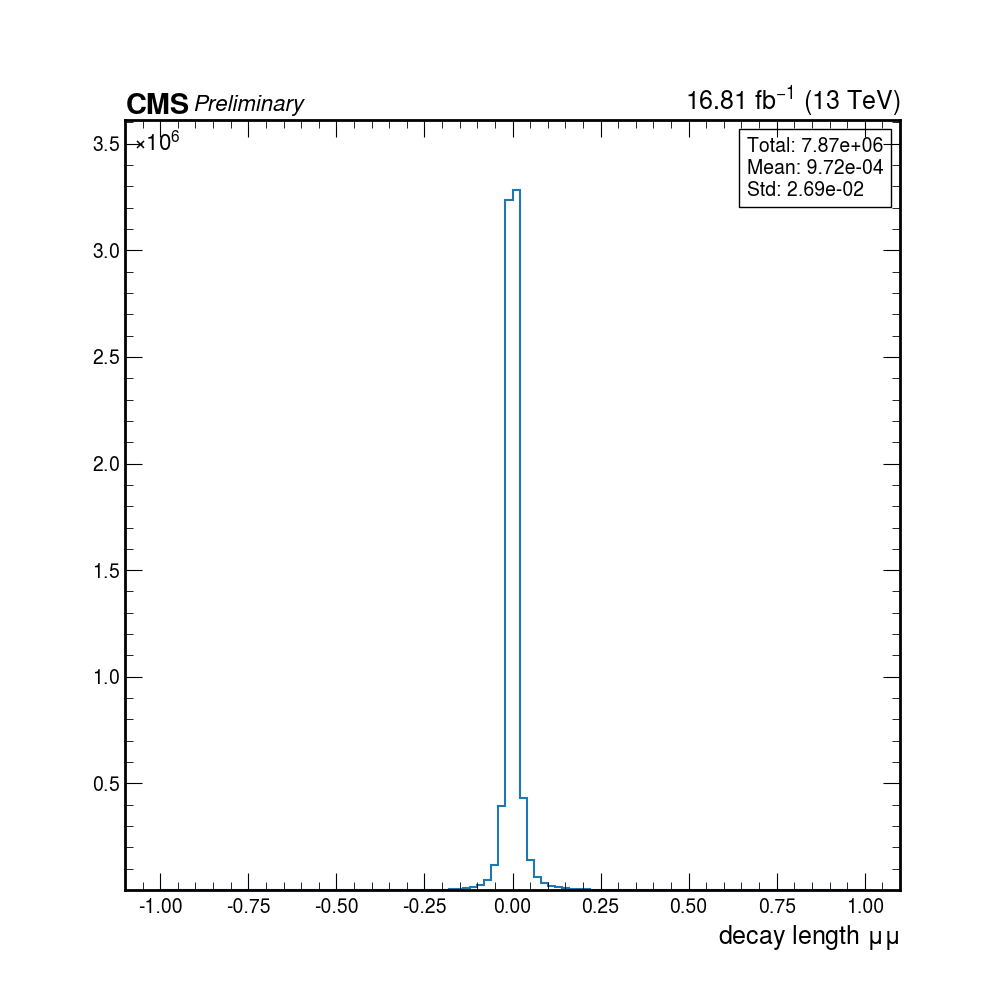 CMS Preliminary 16.81 fb⁻¹ (13 TeV)
×10⁶
Total: 7.87e+06
Mean: 9.72e-04
Std: 2.69e-02
3.5
3.0
2.5
2.0
1.5
1.0
0.5
-1.00 -0.75 -0.50 -0.25 0.00 0.25 0.50 0.75 1.00
decay length μμ